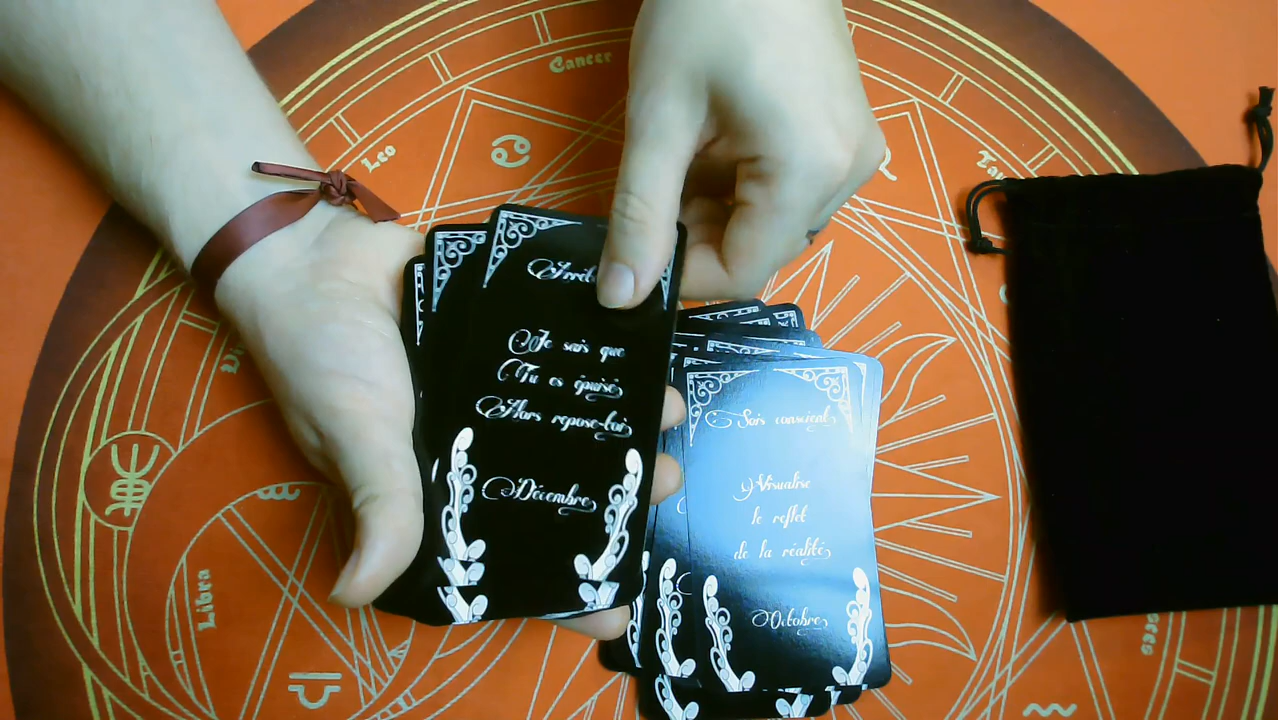 Cancer
Leo
Je sais que
Tu es épuisé
Alors repose-toi
Décembre
Sois conscient
Visualise
le reflet
de la réalité
Octobre
Libra